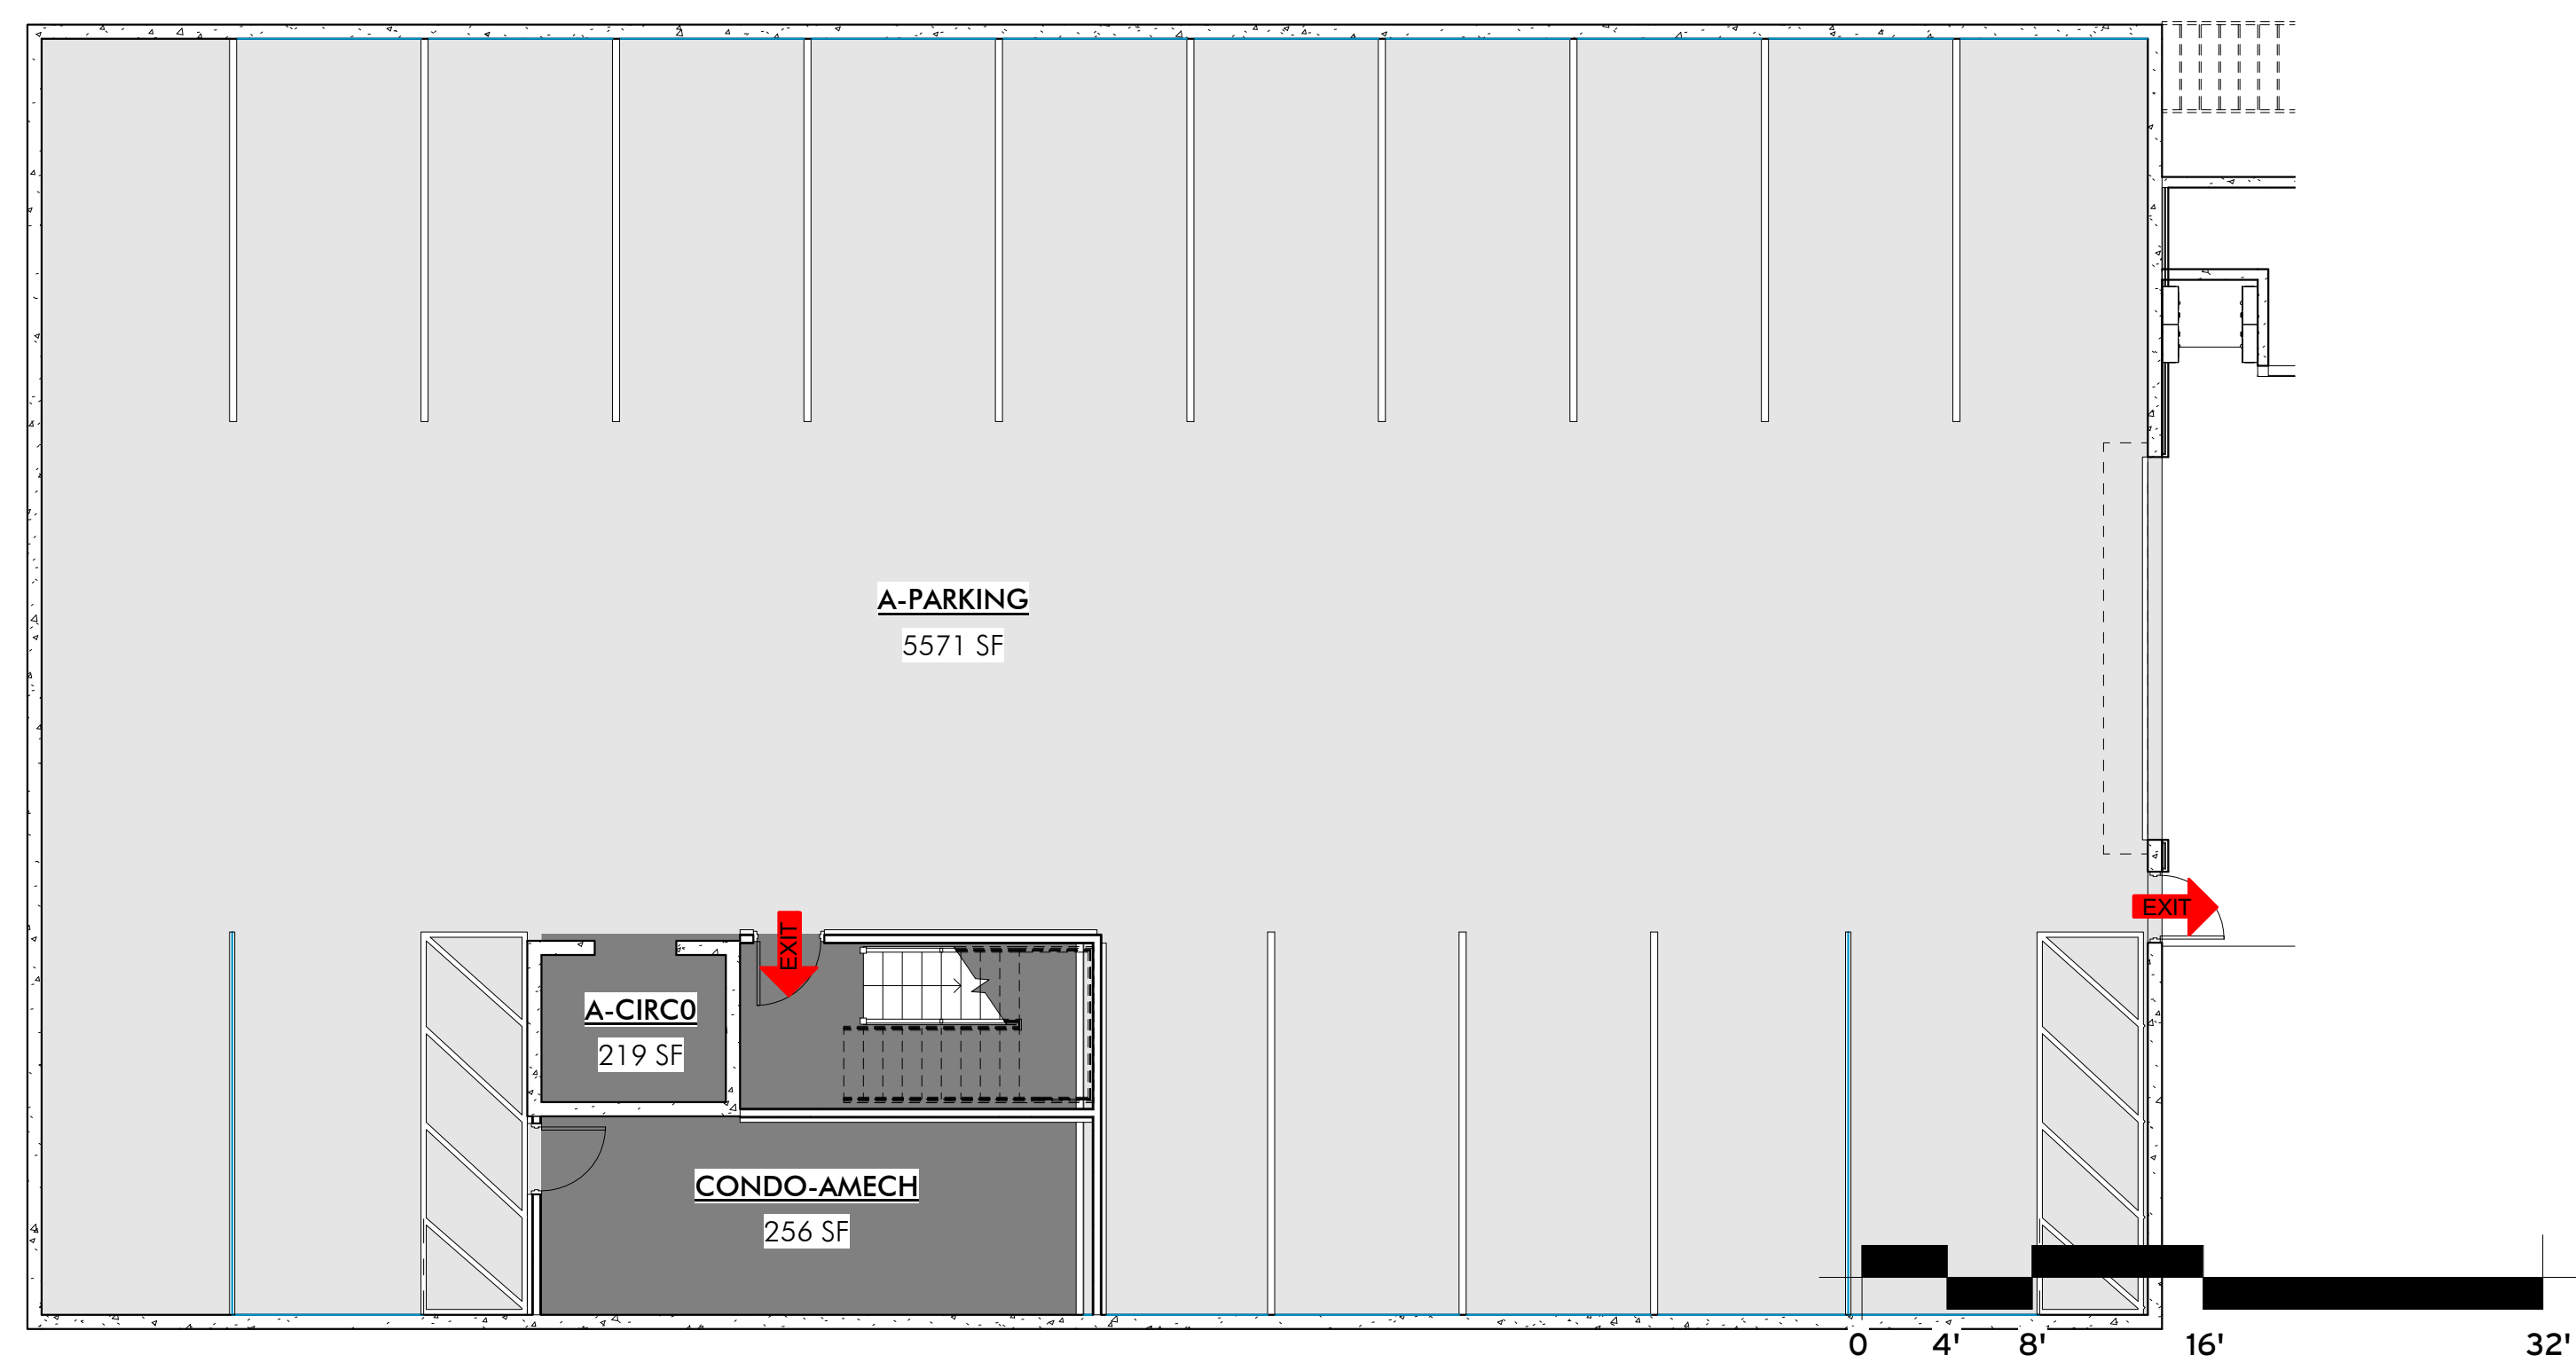 A-PARKING
5571 SF
EXIT
EXIT
A-CIRC0
219 SF
CONDO-AMECH
256 SF
0 4' 8' 16' 32'